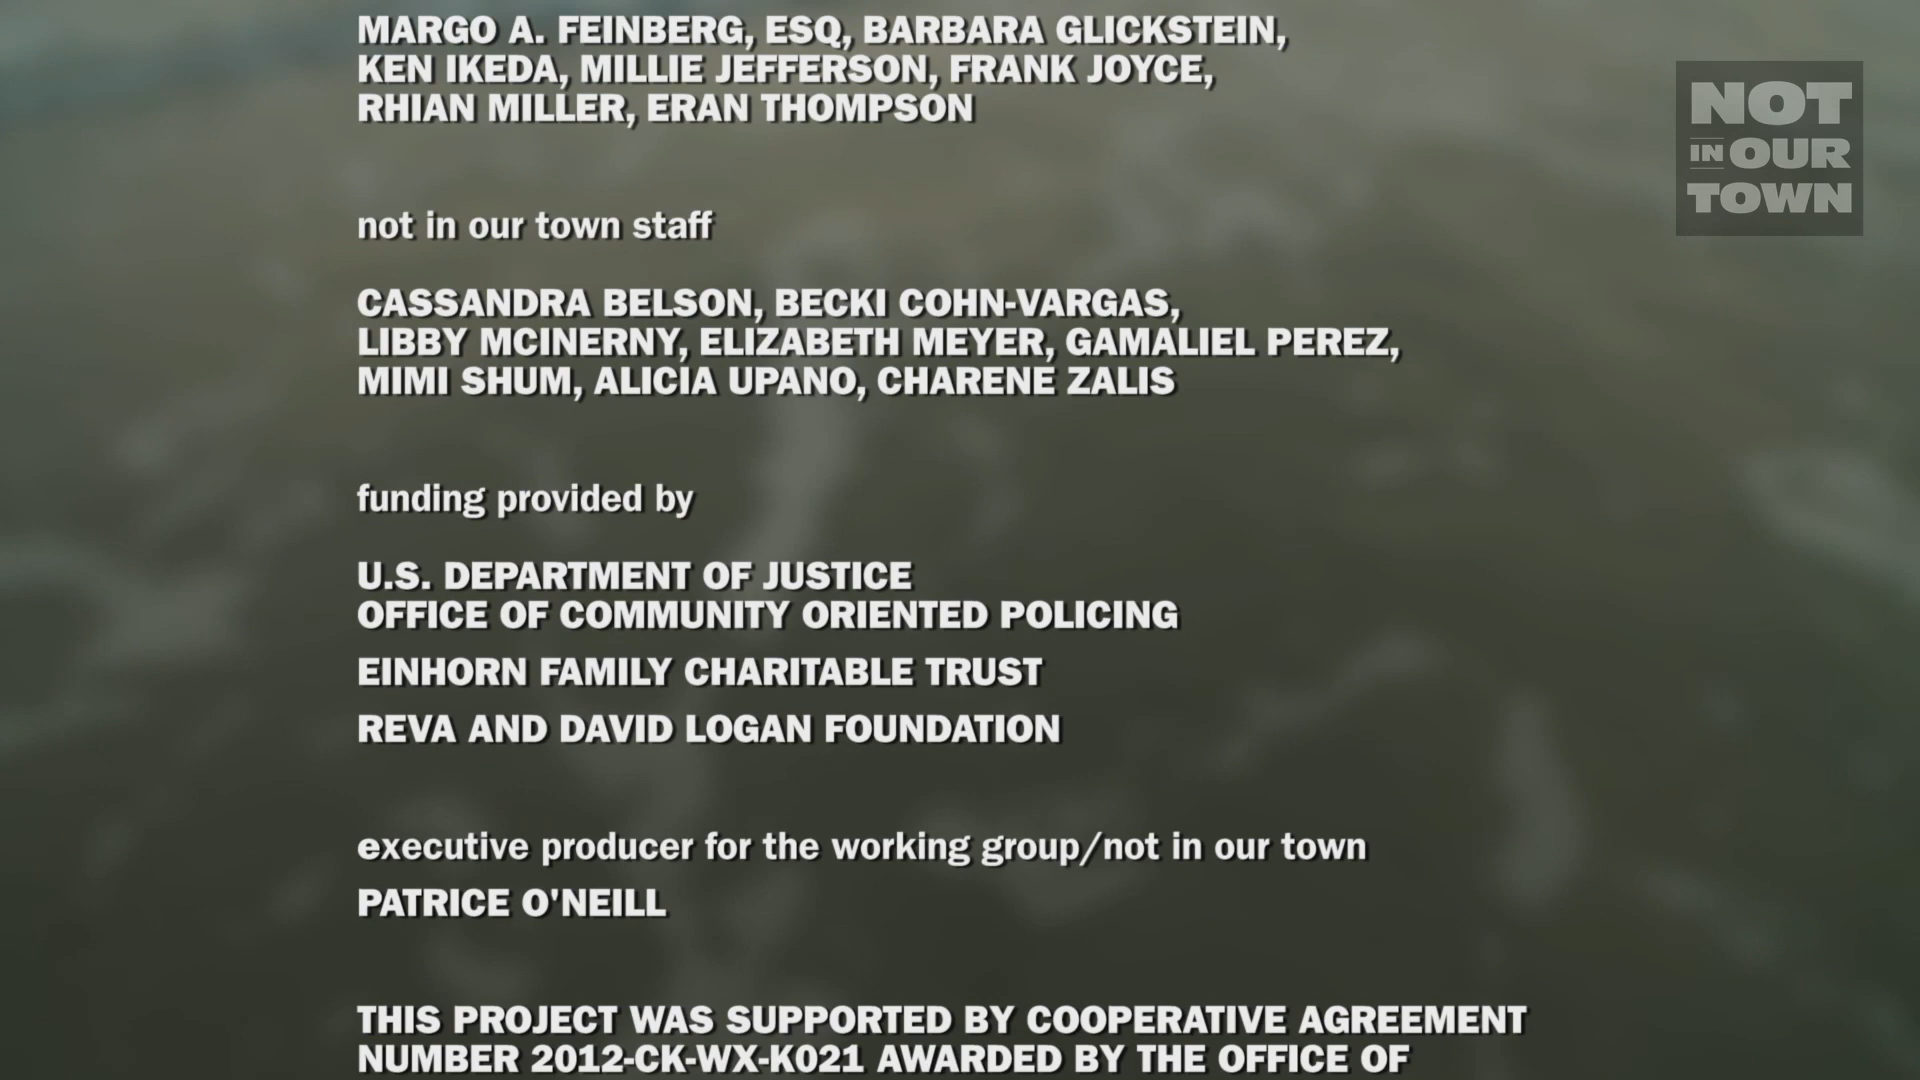 MARGO A. FEINBERG, ESQ, BARBARA GLICKSTEIN,
KEN IKEDA, MILLIE JEFFERSON, FRANK JOYCE,
RHIAN MILLER, ERAN THOMPSON
NOT
IN OUR
TOWN
not in our town staff
CASSANDRA BELSON, BECKI COHN-VARGAS,
LIBBY MCINERNY, ELIZABETH MEYER, GAMALIEL PEREZ,
MIMI SHUM, ALICIA UPANO, CHARENE ZALIS
funding provided by
U.S. DEPARTMENT OF JUSTICE
OFFICE OF COMMUNITY ORIENTED POLICING
EINHORN FAMILY CHARITABLE TRUST
REVA AND DAVID LOGAN FOUNDATION
executive producer for the working group/not in our town
PATRICE O'NEILL
THIS PROJECT WAS SUPPORTED BY COOPERATIVE AGREEMENT
NUMBER 2012-CK-WX-K021 AWARDED BY THE OFFICE OF